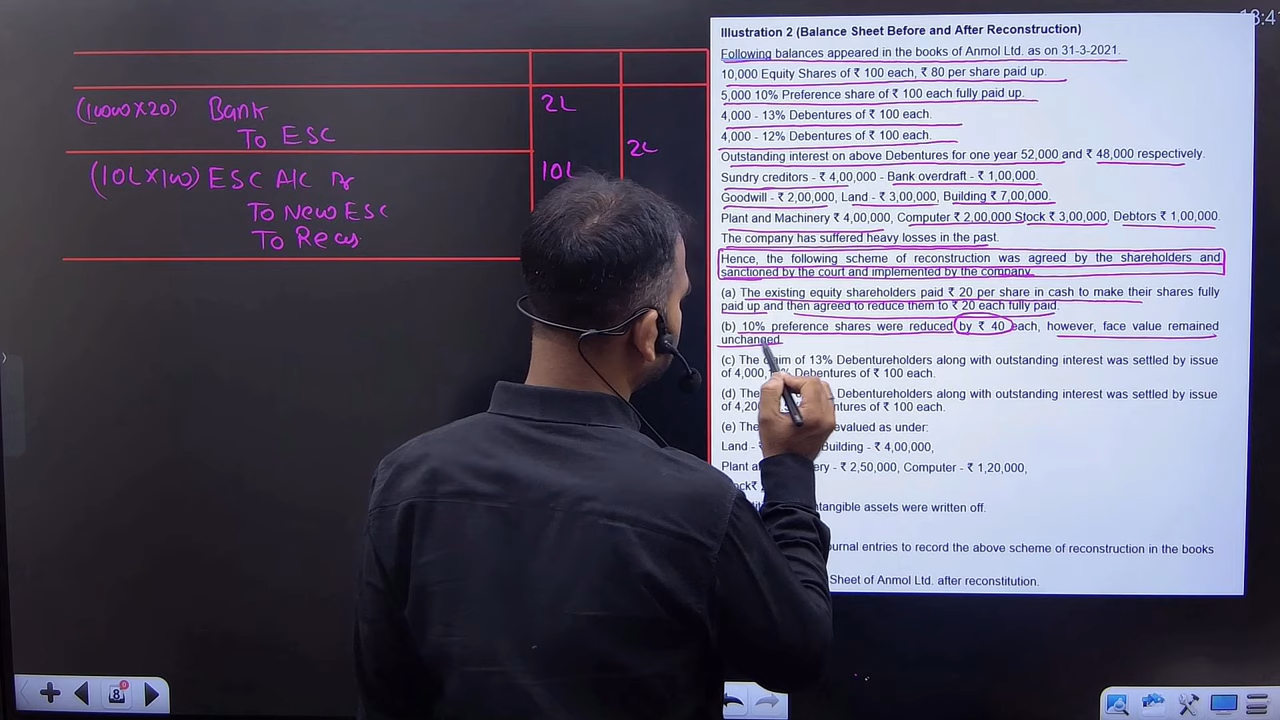 18:4
Illustration 2 (Balance Sheet Before and After Reconstruction)
Following balances appeared in the books of Anmol Ltd. as on 31-3-2021.
10,000 Equity Shares of ₹ 100 each, ₹ 80 per share paid up.
5,000 10% Preference share of ₹ 100 each fully paid up.
4,000 - 13% Debentures of ₹ 100 each.
4,000 - 12% Debentures of ₹ 100 each.
Outstanding interest on above Debentures for one year 52,000 and ₹ 48,000 respectively.
Sundry creditors - ₹ 4,00,000 - Bank overdraft - ₹ 1,00,000.
Goodwill - ₹ 2,00,000, Land - ₹ 3,00,000, Building ₹ 7,00,000.
Plant and Machinery ₹ 4,00,000, Computer ₹ 2,00,000 Stock ₹ 3,00,000, Debtors ₹ 1,00,000.
The company has suffered heavy losses in the past.
Hence, the following scheme of reconstruction was agreed by the shareholders and
sanctioned by the court and implemented by the company.
(a) The existing equity shareholders paid ₹ 20 per share in cash to make their shares fully
paid up and then agreed to reduce them to ₹ 20 each fully paid.
(b) 10% preference shares were reduced by ₹ 40 each, however, face value remained
unchanged.
(c) The claim of 13% Debentureholders along with outstanding interest was settled by issue
of 4,000, Debentures of ₹ 100 each.
(d) The Debentureholders along with outstanding interest was settled by issue
of of ₹ 100 each.
(e) The evalued as under:
Land - Building - ₹ 4,00,000,
Plant - ₹ 2,50,000, Computer - ₹ 1,20,000,
ntangible assets were written off.
ournal entries to record the above scheme of reconstruction in the books
Sheet of Anmol Ltd. after reconstitution.
(10000×20) Bank 2L
To ESC 2L
(10L×100) ESC A/C Dr 10L
To New ESC
To Recs.
8